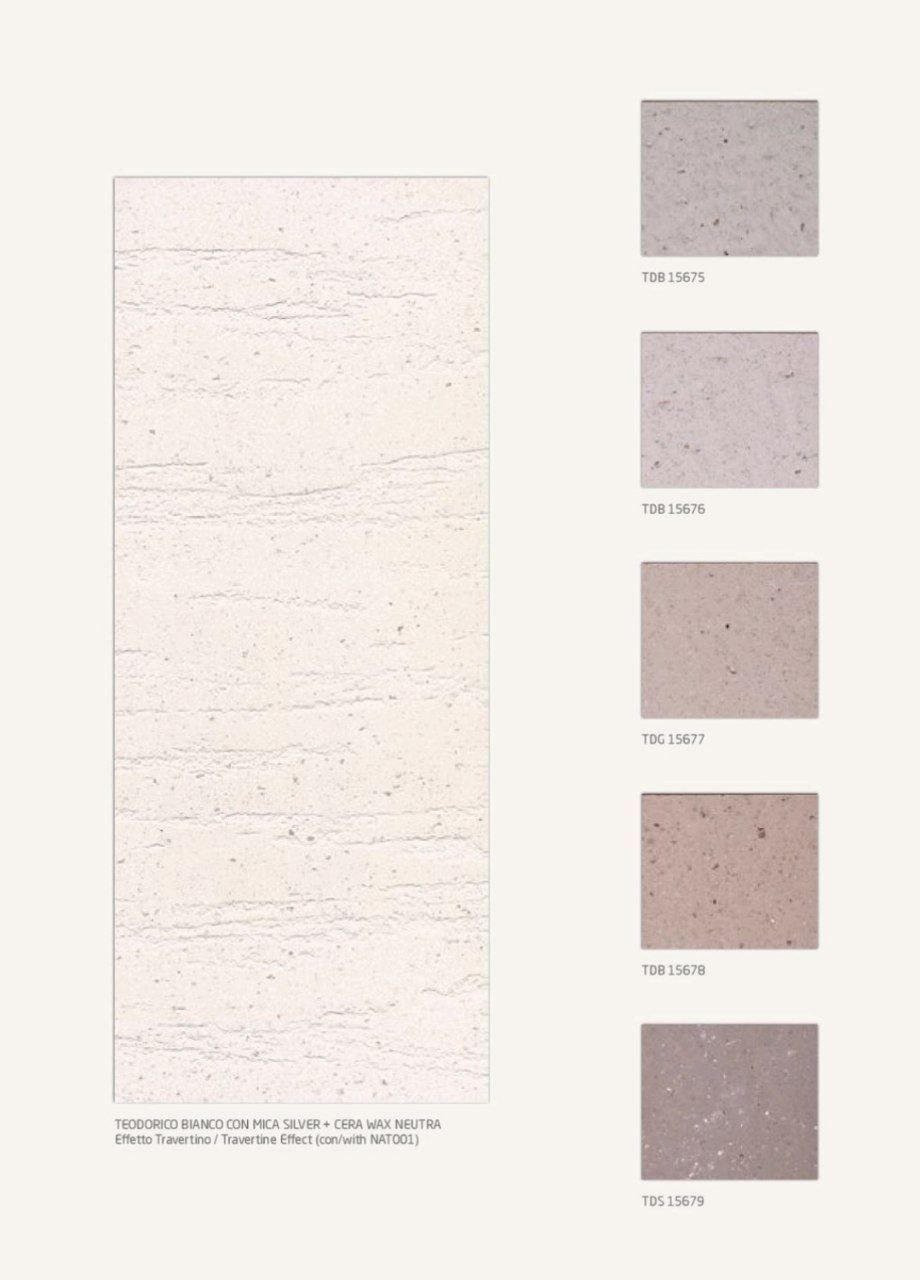 TDB 15675
TDB 15676
TDG 15677
TDB 15678
TEODORICO BIANCO CON MICA SILVER + CERA WAX NEUTRA
Effetto Travertino / Travertine Effect (con/with NAT001)
TDS 15679